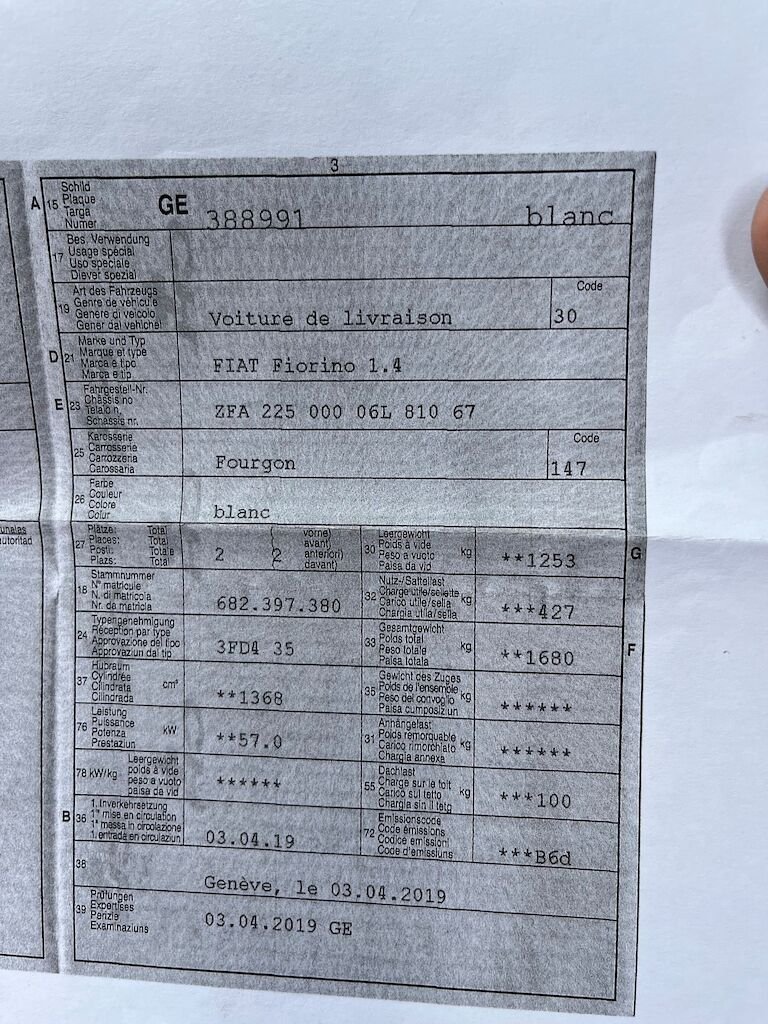 3
A 15 Schild
Plaque
Targa
Numer
GE 388991 blanc
17 Bes. Verwendung
Usage spécial
Uso speciale
Diever spezial
19 Art des Fahrzeugs
Genre de véhicule
Genere di veicolo
Gener dal vehichel
Voiture de livraison
Code
30
D 21 Marke und Typ
Marque et type
Marca e tipo
Marca e tip
FIAT Fiorino 1.4
E 23 Fahrgestell-Nr.
Châssis no
Telaio n.
Schassis nr.
ZFA 225 000 06L 810 67
25 Karosserie
Carrosserie
Carrozzeria
Carossaria
Fourgon
Code
147
26 Farbe
Couleur
Colore
Colur
blanc
27 Plätze: Total
Places: Total
Posti: Totale
Plazs: Total
2 2
vorne)
avant)
anteriori)
davant)
30 Leergewicht
Poids à vide
Peso a vuoto
Paisa da vid
kg
**1253
G
18 Stammnummer
N° matricule
N. di matricola
Nr. da matricla
682.397.380
32 Nutz-/Sattellast
Charge utile/sellette
Carico utile/sella
Chargia utila/sella
kg
***427
24 Typengenehmigung
Réception par type
Approvazione del tipo
Approvaziun dal tip
3FD4 35
33 Gesamtgewicht
Poids total
Peso totale
Paisa totala
kg
**1680
F
37 Hubraum
Cylindrée
Cilindrata
Cilindrada
cm³
**1368
35 Gewicht des Zuges
Poids de l'ensemble
Peso del convoglio
Paisa cumposiziun
kg
******
76 Leistung
Puissance
Potenza
Prestaziun
kW
**57.0
31 Anhängelast
Poids remorquable
Carico rimorchiato
Chargia annexa
kg
******
78 kW/kg
Leergewicht
poids à vide
peso a vuoto
paisa da vid
******
55 Dachlast
Charge sur le toit
Carico sul tetto
Chargia sin il tetg
kg
***100
B 36 1. Inverkehrsetzung
1re mise en circulation
1a messa in circolazione
1. entrada en circulaziun
03.04.19
72 Emissionscode
Code émissions
Codice emissioni
Code d'emissiuns
***B6d
38
Genève, le 03.04.2019
39 Prüfungen
Expertises
Perizie
Examinaziuns
03.04.2019 GE